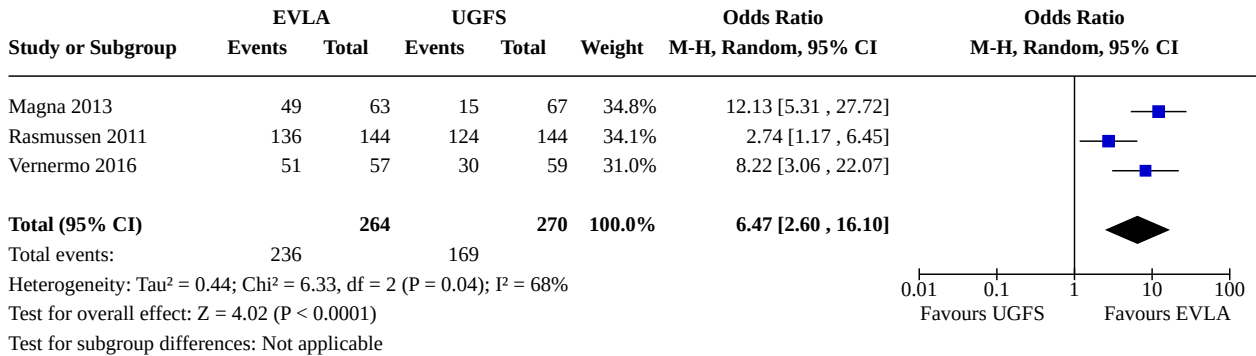 EVLA UGFS Odds Ratio Odds Ratio
Study or Subgroup Events Total Events Total Weight M-H, Random, 95% CI M-H, Random, 95% CI
Magna 2013 49 63 15 67 34.8% 12.13 [5.31 , 27.72]
Rasmussen 2011 136 144 124 144 34.1% 2.74 [1.17 , 6.45]
Vernermo 2016 51 57 30 59 31.0% 8.22 [3.06 , 22.07]
Total (95% CI) 264 270 100.0% 6.47 [2.60 , 16.10]
Total events: 236 169
Heterogeneity: Tau² = 0.44; Chi² = 6.33, df = 2 (P = 0.04); I² = 68%
0.01 0.1 1 10 100
Test for overall effect: Z = 4.02 (P < 0.0001)
Favours UGFS Favours EVLA
Test for subgroup differences: Not applicable